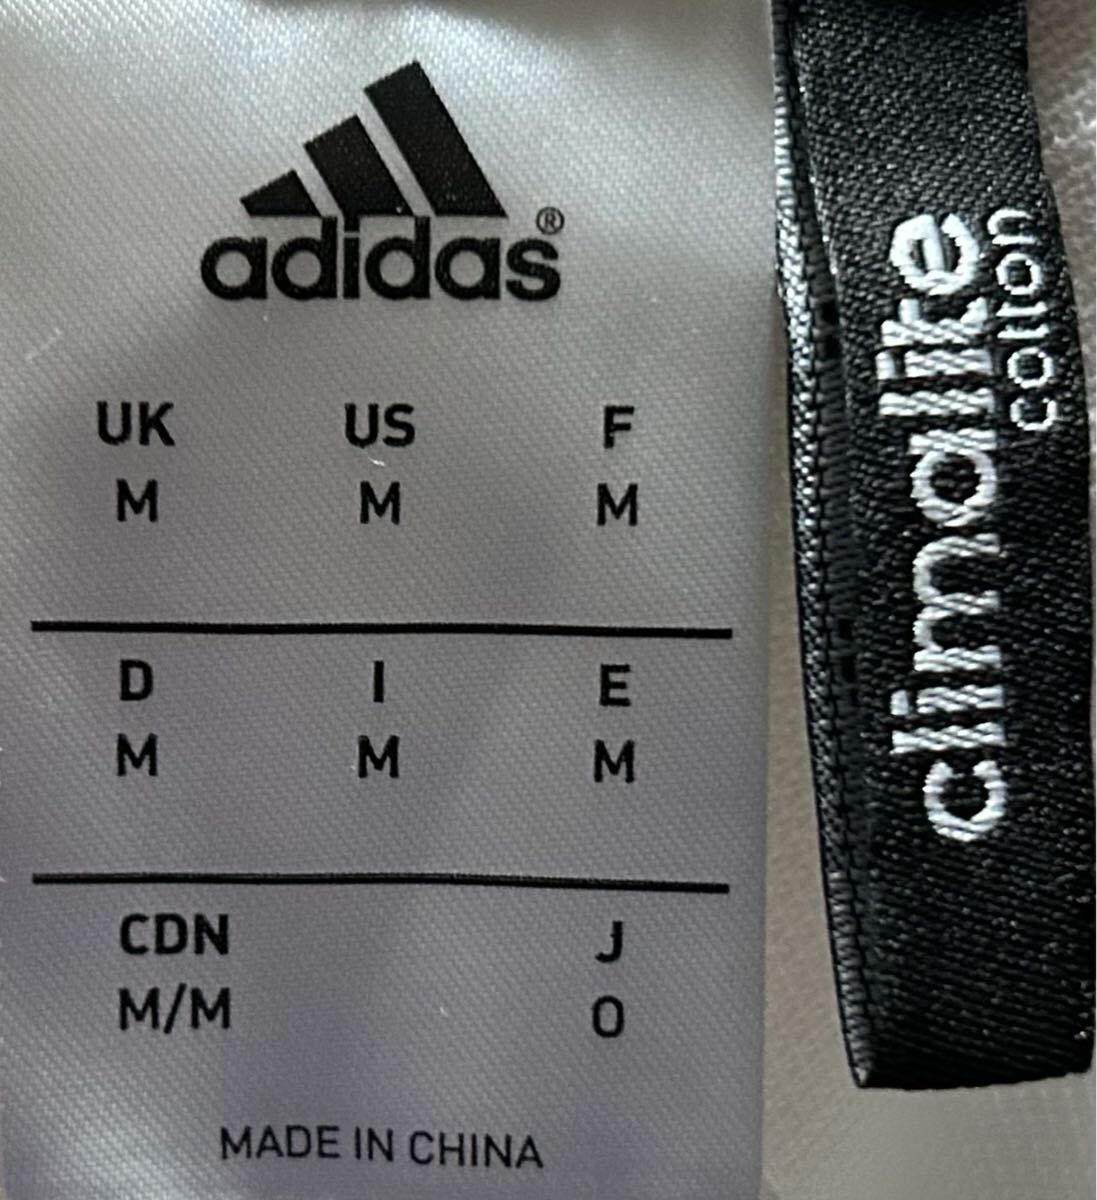 adidas®
UK US F
M M M
D I E
M M M
CDN J
M/M O
MADE IN CHINA
climalite
cotton